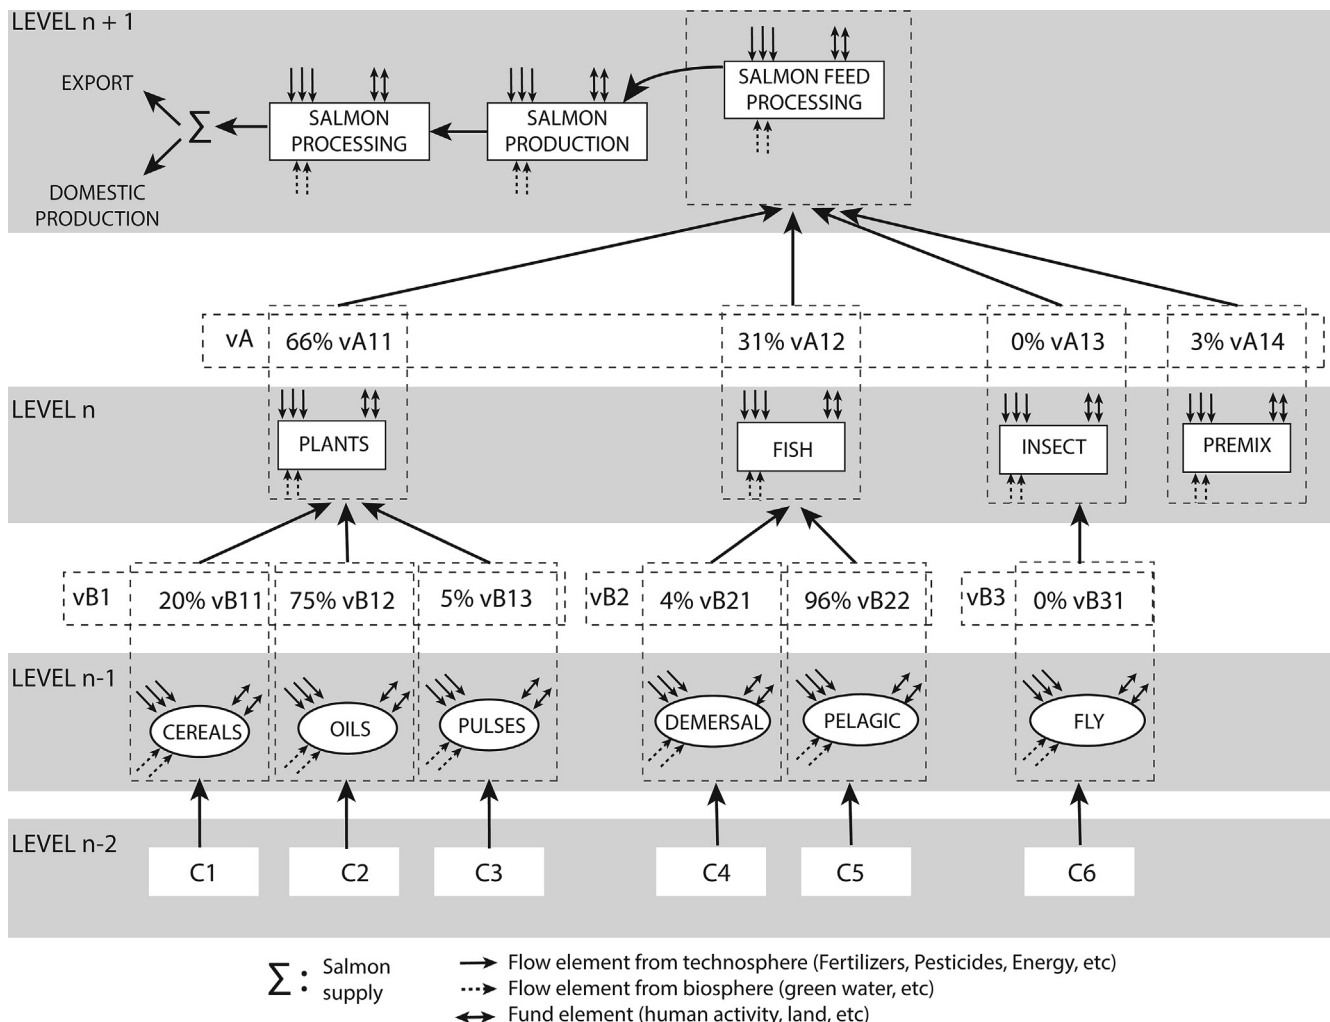 LEVEL n + 1
EXPORT
∑
DOMESTIC
PRODUCTION
SALMON
PROCESSING
SALMON
PRODUCTION
SALMON FEED
PROCESSING
vA
66% vA11
31% vA12
0% vA13
3% vA14
LEVEL n
PLANTS
FISH
INSECT
PREMIX
vB1
20% vB11
75% vB12
5% vB13
vB2
4% vB21
96% vB22
vB3
0% vB31
LEVEL n-1
CEREALS
OILS
PULSES
DEMERSAL
PELAGIC
FLY
LEVEL n-2
C1
C2
C3
C4
C5
C6
∑ :
Salmon
supply
Flow element from technosphere (Fertilizers, Pesticides, Energy, etc)
Flow element from biosphere (green water, etc)
Fund element (human activity, land, etc)